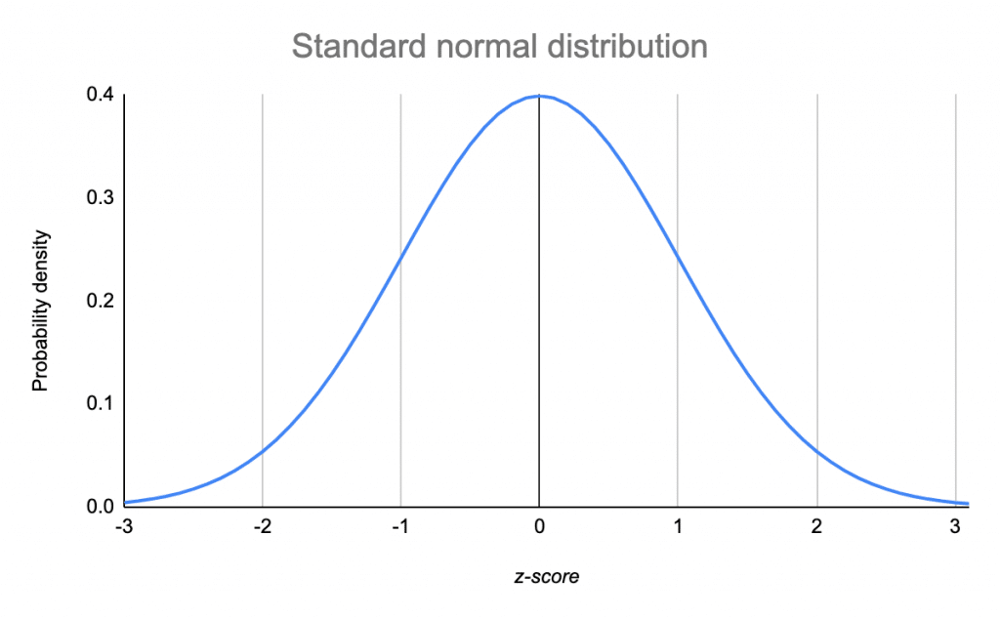 Standard normal distribution
0.4
0.3
0.2
0.1
0.0
Probability density
-3 -2 -1 0 1 2 3
z-score